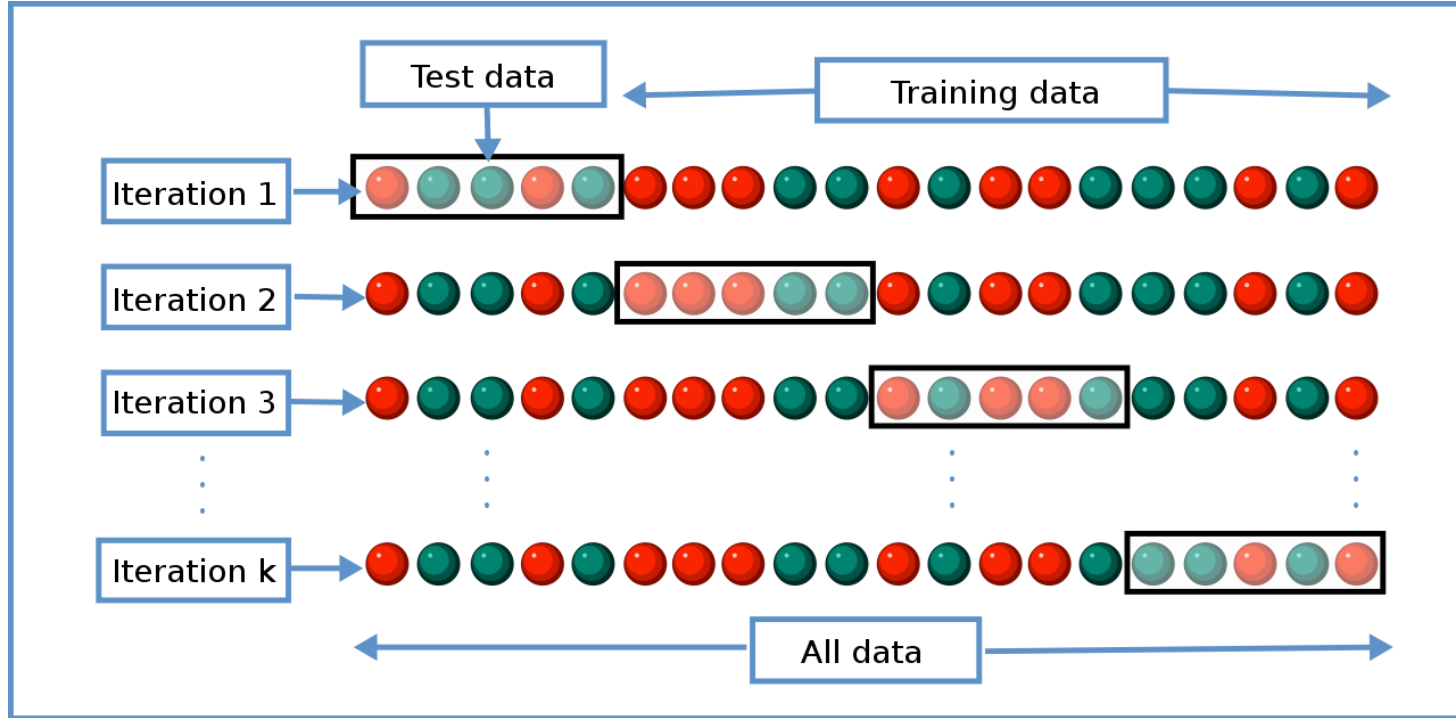 Test data
Training data
Iteration 1
Iteration 2
Iteration 3
Iteration k
All data